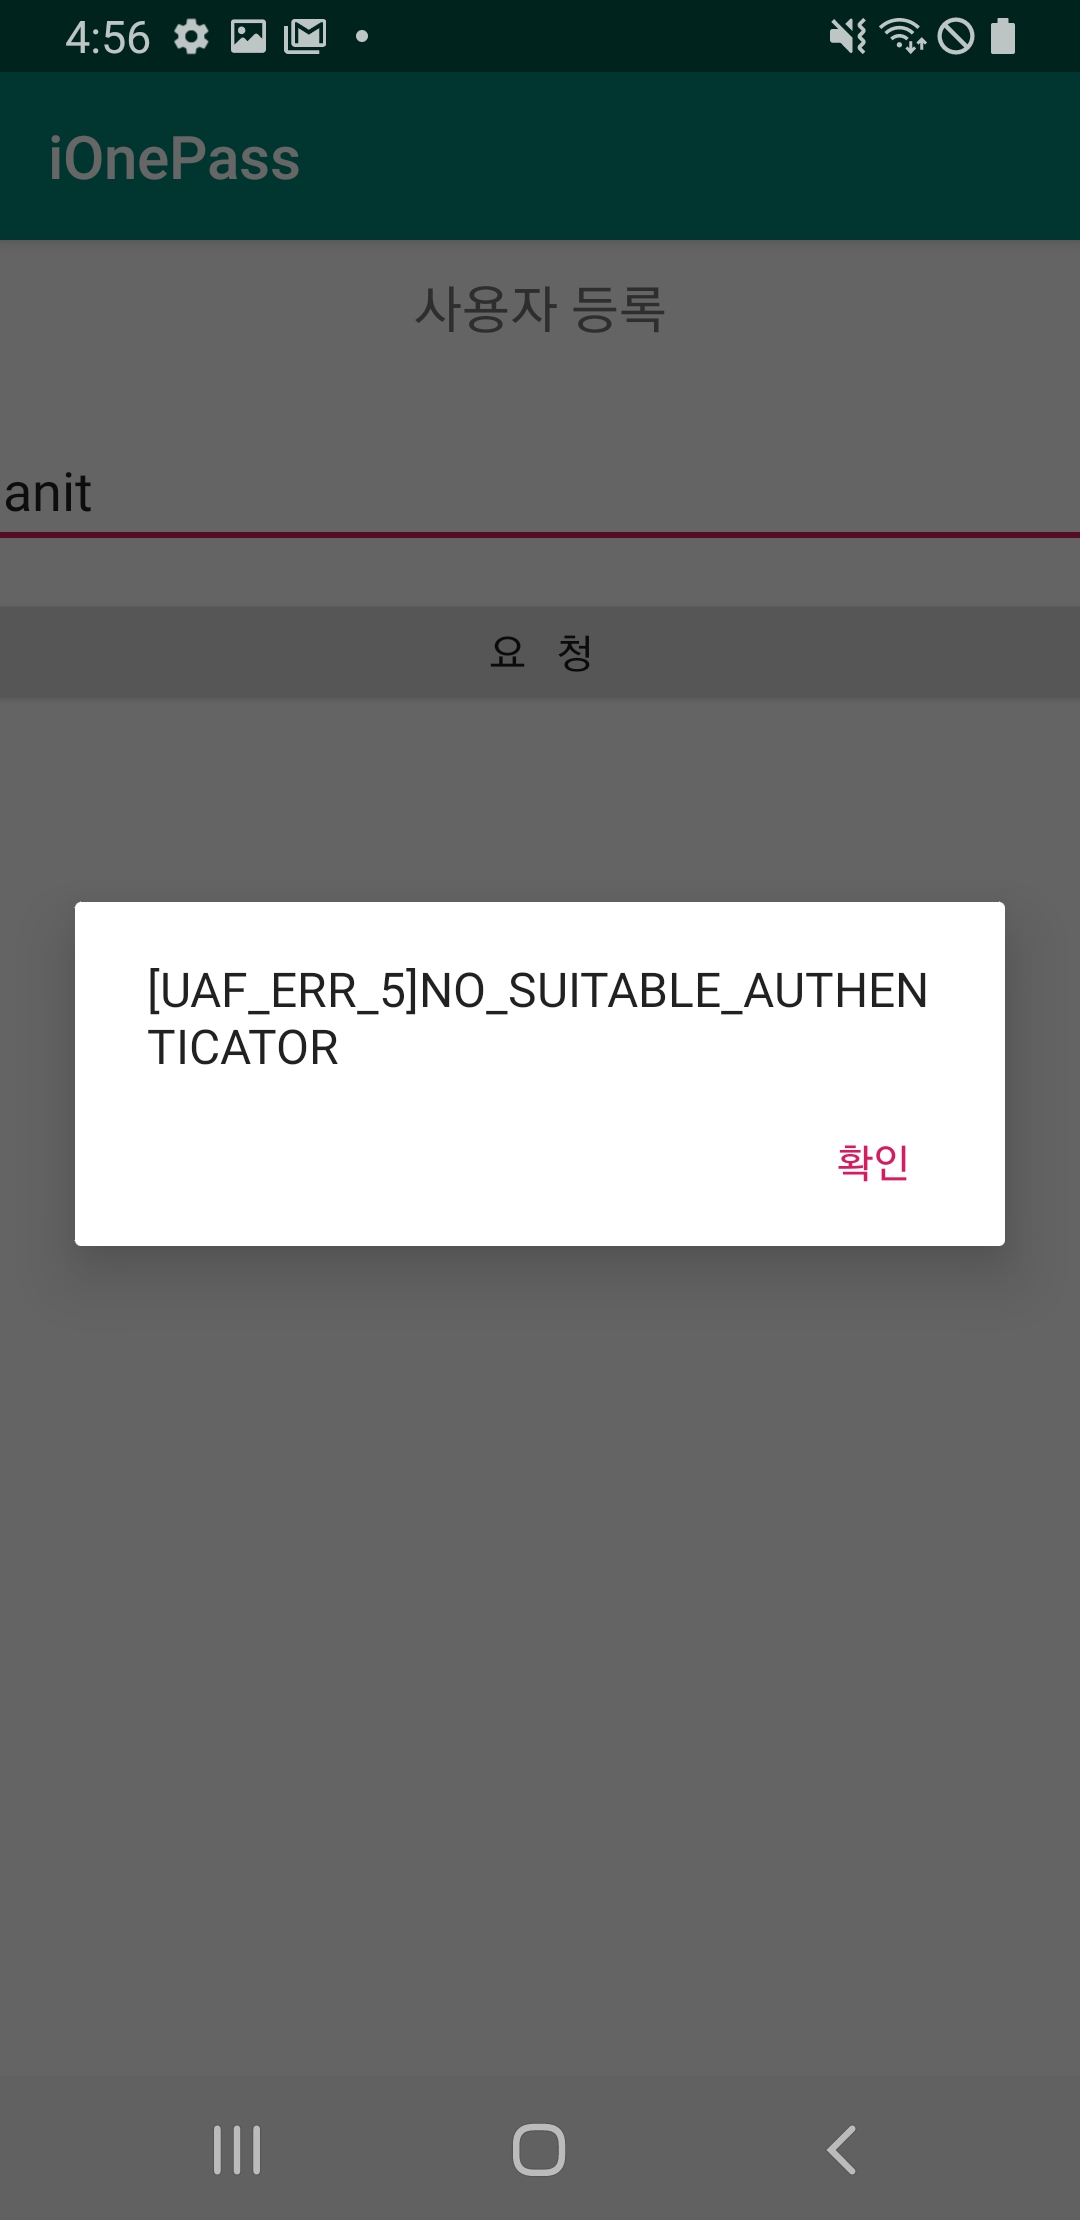 4:56
iOnePass
사용자 등록
anit
요 청
[UAF_ERR_5]NO_SUITABLE_AUTHEN
TICATOR
확인